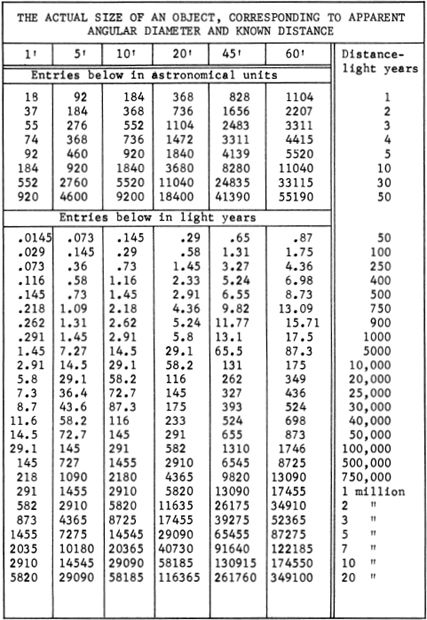 THE ACTUAL SIZE OF AN OBJECT, CORRESPONDING TO APPARENT
ANGULAR DIAMETER AND KNOWN DISTANCE
1' 5' 10' 20' 45' 60' Distance-
light years
Entries below in astronomical units
18 92 184 368 828 1104 1
37 184 368 736 1656 2207 2
55 276 552 1104 2483 3311 3
74 368 736 1472 3311 4415 4
92 460 920 1840 4139 5520 5
184 920 1840 3680 8280 11040 10
552 2760 5520 11040 24835 33115 30
920 4600 9200 18400 41390 55190 50
Entries below in light years
.0145 .073 .145 .29 .65 .87 50
.029 .145 .29 .58 1.31 1.75 100
.073 .36 .73 1.45 3.27 4.36 250
.116 .58 1.16 2.33 5.24 6.98 400
.145 .73 1.45 2.91 6.55 8.73 500
.218 1.09 2.18 4.36 9.82 13.09 750
.262 1.31 2.62 5.24 11.77 15.71 900
.291 1.45 2.91 5.8 13.1 17.5 1000
1.45 7.27 14.5 29.1 65.5 87.3 5000
2.91 14.5 29.1 58.2 131 175 10,000
5.8 29.1 58.2 116 262 349 20,000
7.3 36.4 72.7 145 327 436 25,000
8.7 43.6 87.3 175 393 524 30,000
11.6 58.2 116 233 524 698 40,000
14.5 72.7 145 291 655 873 50,000
29.1 145 291 582 1310 1746 100,000
145 727 1455 2910 6545 8725 500,000
218 1090 2180 4365 9820 13090 750,000
291 1455 2910 5820 13090 17455 1 million
582 2910 5820 11635 26175 34910 2 "
873 4365 8725 17455 39275 52365 3 "
1455 7275 14545 29090 65455 87275 5 "
2035 10180 20365 40730 91640 122185 7 "
2910 14545 29090 58185 130915 174550 10 "
5820 29090 58185 116365 261760 349100 20 "